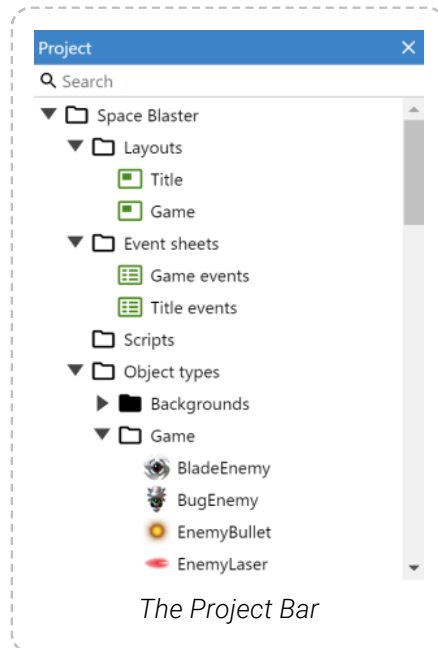 Project
Search
Space Blaster
Layouts
Title
Game
Event sheets
Game events
Title events
Scripts
Object types
Backgrounds
Game
BladeEnemy
BugEnemy
EnemyBullet
EnemyLaser
The Project Bar